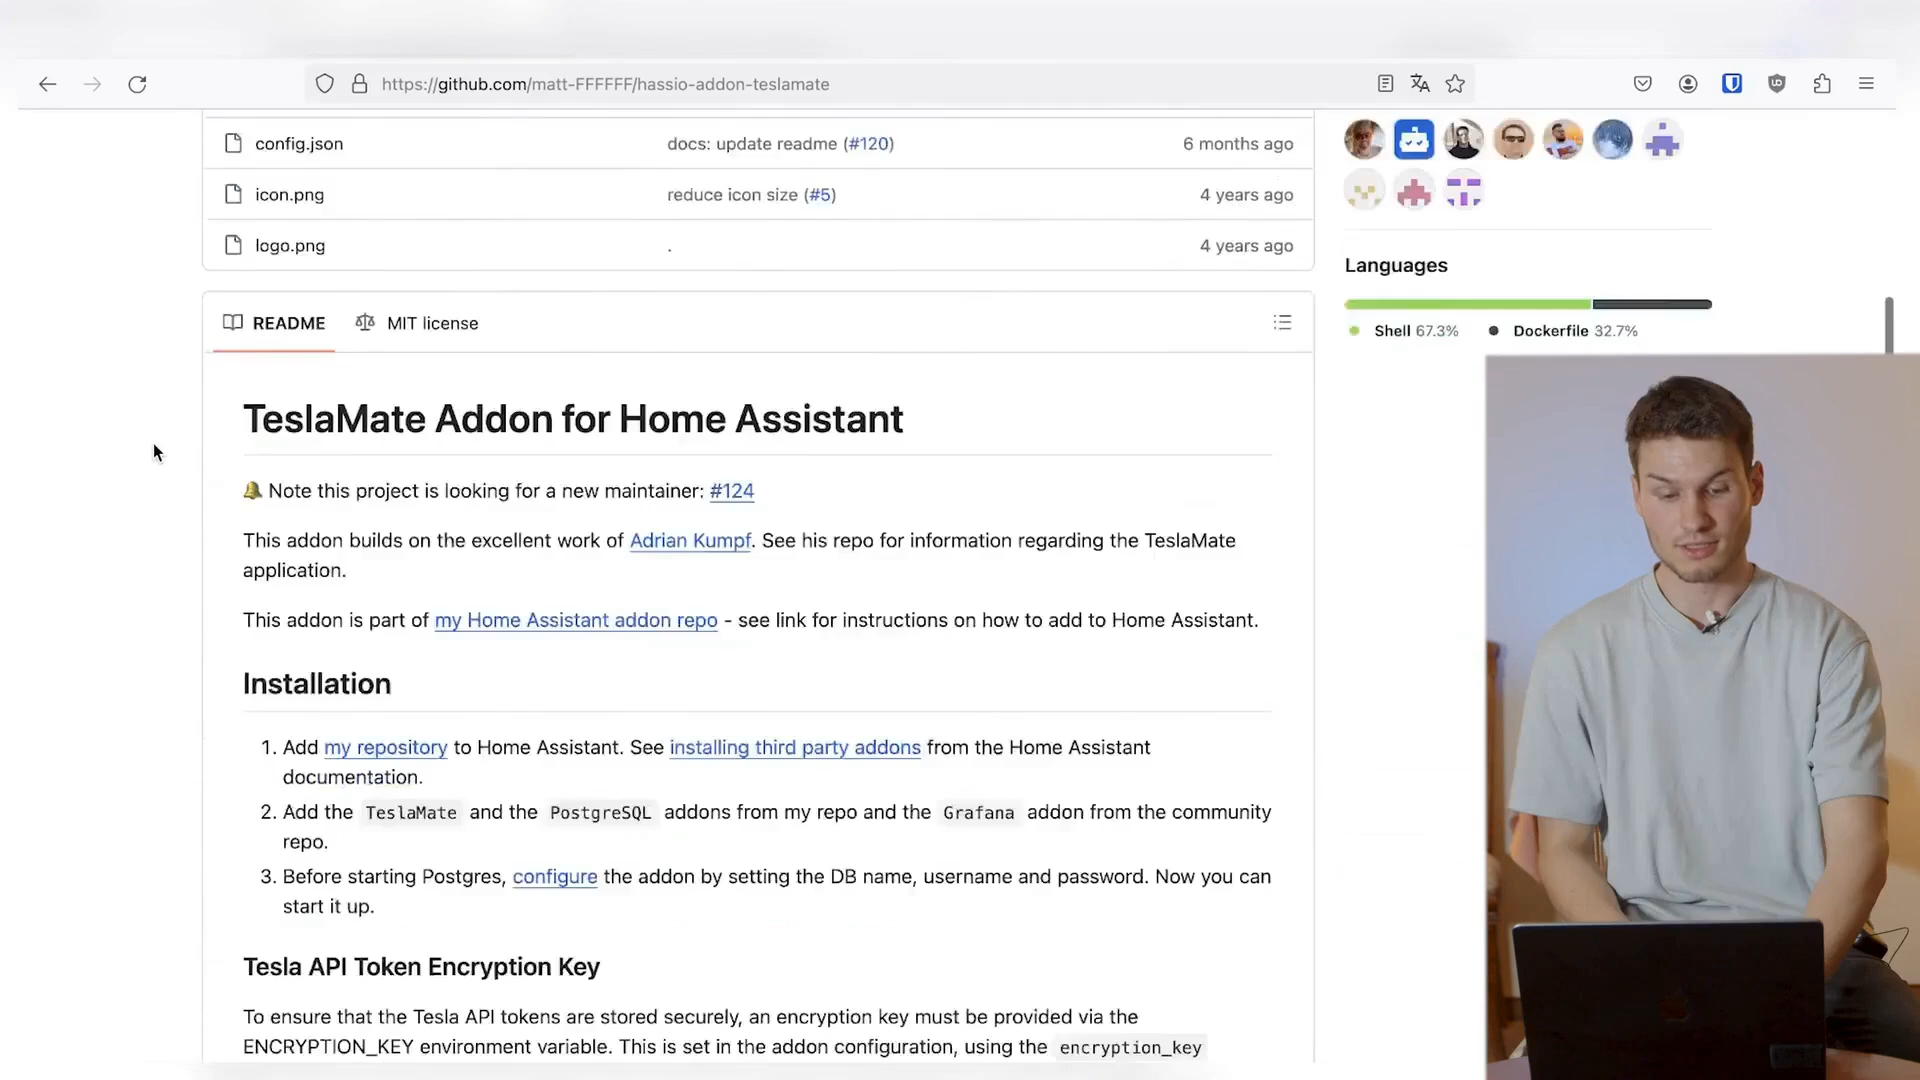 https://github.com/matt-FFFFFF/hassio-addon-teslamate
config.json docs: update readme (#120) 6 months ago
icon.png reduce icon size (#5) 4 years ago
logo.png . 4 years ago
README MIT license
Languages
Shell 67.3% Dockerfile 32.7%
TeslaMate Addon for Home Assistant
Note this project is looking for a new maintainer: #124
This addon builds on the excellent work of Adrian Kumpf. See his repo for information regarding the TeslaMate
application.
This addon is part of my Home Assistant addon repo - see link for instructions on how to add to Home Assistant.
Installation
1. Add my repository to Home Assistant. See installing third party addons from the Home Assistant
documentation.
2. Add the TeslaMate and the PostgreSQL addons from my repo and the Grafana addon from the community
repo.
3. Before starting Postgres, configure the addon by setting the DB name, username and password. Now you can
start it up.
Tesla API Token Encryption Key
To ensure that the Tesla API tokens are stored securely, an encryption key must be provided via the
ENCRYPTION_KEY environment variable. This is set in the addon configuration, using the encryption_key